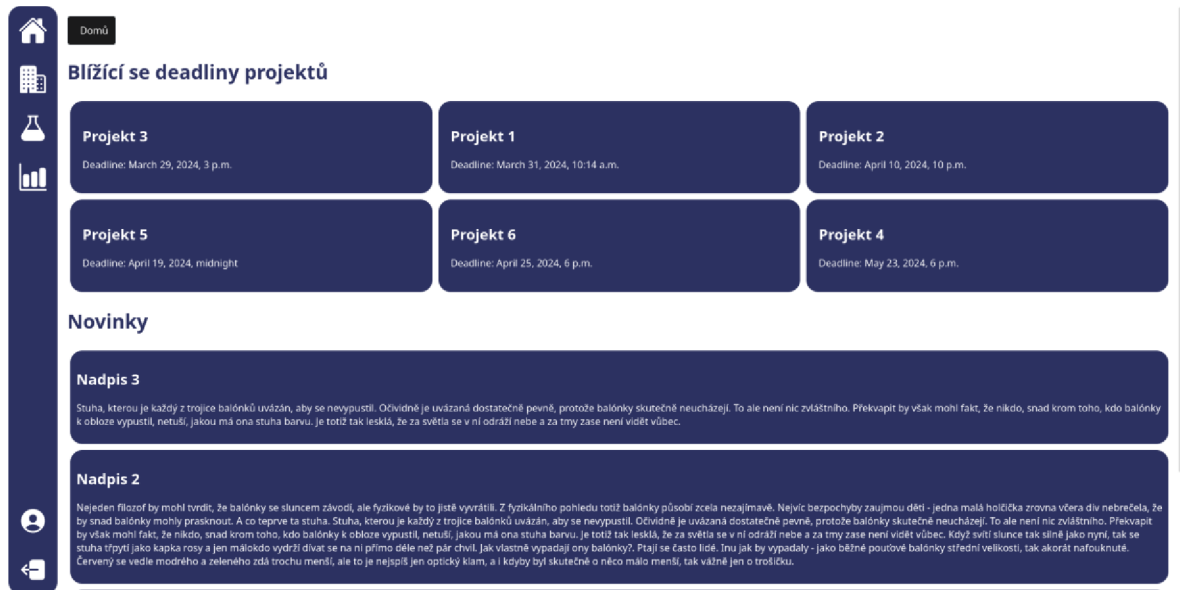 Domů
Blížící se deadliny projektů
Projekt 3
Deadline: March 29, 2024, 3 p.m.
Projekt 1
Deadline: March 31, 2024, 10:14 a.m.
Projekt 2
Deadline: April 10, 2024, 10 p.m.
Projekt 5
Deadline: April 19, 2024, midnight
Projekt 6
Deadline: April 25, 2024, 6 p.m.
Projekt 4
Deadline: May 23, 2024, 6 p.m.
Novinky
Nadpis 3
Stuha, kterou je každý z trojice balónků uvázán, aby se nevypustil. Očividně je uvázaná dostatečně pevně, protože balónky skutečně neucházejí. To ale není nic zvláštního. Překvapit by však mohl fakt, že nikdo, snad krom toho, kdo balónky
k obloze vypustil, netuší, jakou má ona stuha barvu. Je totiž tak lesklá, že za světla se v ní odráží nebe a za tmy zase není vidět vůbec.
Nadpis 2
Nejeden filozof by mohl tvrdit, že balónky se sluncem závodí, ale fyzikové by to jistě vyvrátili. Z fyzikálního pohledu totiž balónky působí zcela nezajímavě. Nejvíc bezpochyby zaujmou děti - jedna malá holčička zrovna včera div nebrečela, že
by snad balónky mohly prasknout. A co teprve ta stuha. Stuha, kterou je každý z trojice balónků uvázán, aby se nevypustil. Očividně je uvázaná dostatečně pevně, protože balónky skutečně neucházejí. To ale není nic zvláštního. Překvapit
by však mohl fakt, že nikdo, snad krom toho, kdo balónky k obloze vypustil, netuší, jakou má ona stuha barvu. Je totiž tak lesklá, že za světla se v ní odráží nebe a za tmy zase není vidět vůbec. Když svítí slunce tak silně jako nyní, tak se
stuha třpytí jako kapka rosy a jen málokdo vydrží dívat se na ni přímo déle než pár chvil. Jak vlastně vypadají ony balónky?. Ptají se často lidé. Inu jak by vypadaly - jako běžné pouťové balónky střední velikosti, tak akorát nafouknuté.
Červený se vedle modrého a zeleného zdá trochu menší, ale to je nejspíš jen optický klam, a i kdyby byl skutečně o něco málo menší, tak vážně jen o trošičku.